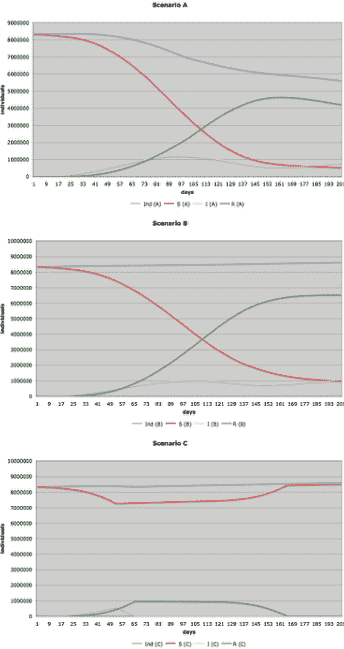 Scenario A
9000000
8000000
7000000
6000000
5000000
4000000
3000000
2000000
1000000
0
individuals
1 9 17 25 33 41 49 57 65 73 81 89 97 105 113 121 129 137 145 153 161 169 177 185 193 201
days
Ind (A) S (A) I (A) R (A)
Scenario B
10000000
9000000
8000000
7000000
6000000
5000000
4000000
3000000
2000000
1000000
0
individuals
1 9 17 25 33 41 49 57 65 73 81 89 97 105 113 121 129 137 145 153 161 169 177 185 193 201
days
Ind (B) S (B) I (B) R (B)
Scenario C
10000000
9000000
8000000
7000000
6000000
5000000
4000000
3000000
2000000
1000000
0
individuals
1 9 17 25 33 41 49 57 65 73 81 89 97 105 113 121 129 137 145 153 161 169 177 185 193 201
days
Ind (C) S (C) I (C) R (C)